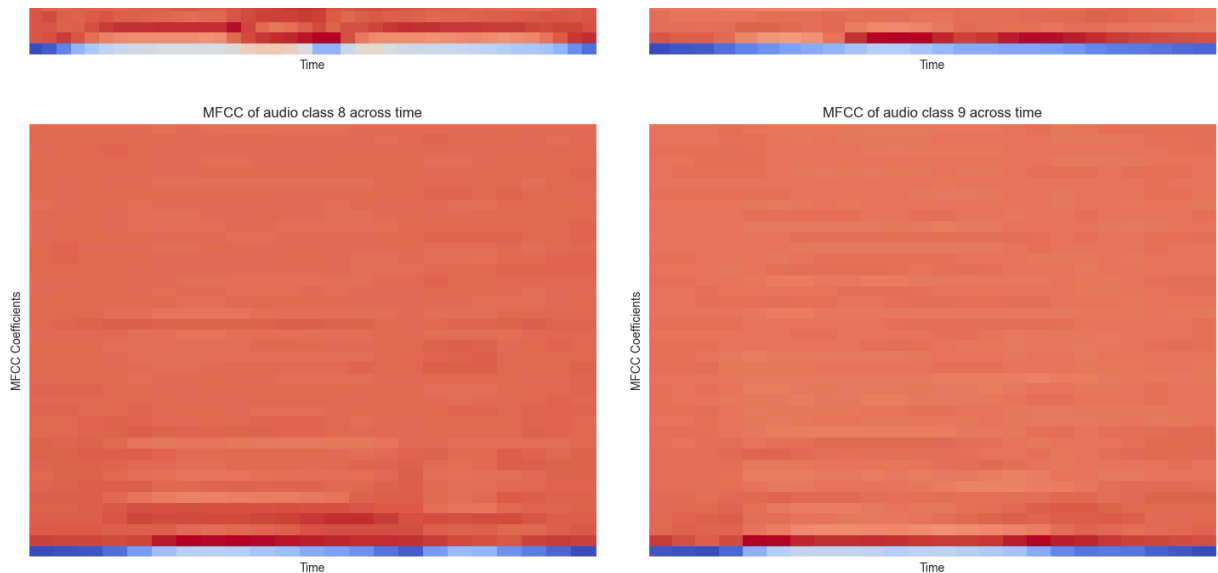 Time
Time
MFCC of audio class 8 across time
MFCC of audio class 9 across time
MFCC Coefficients
MFCC Coefficients
Time
Time